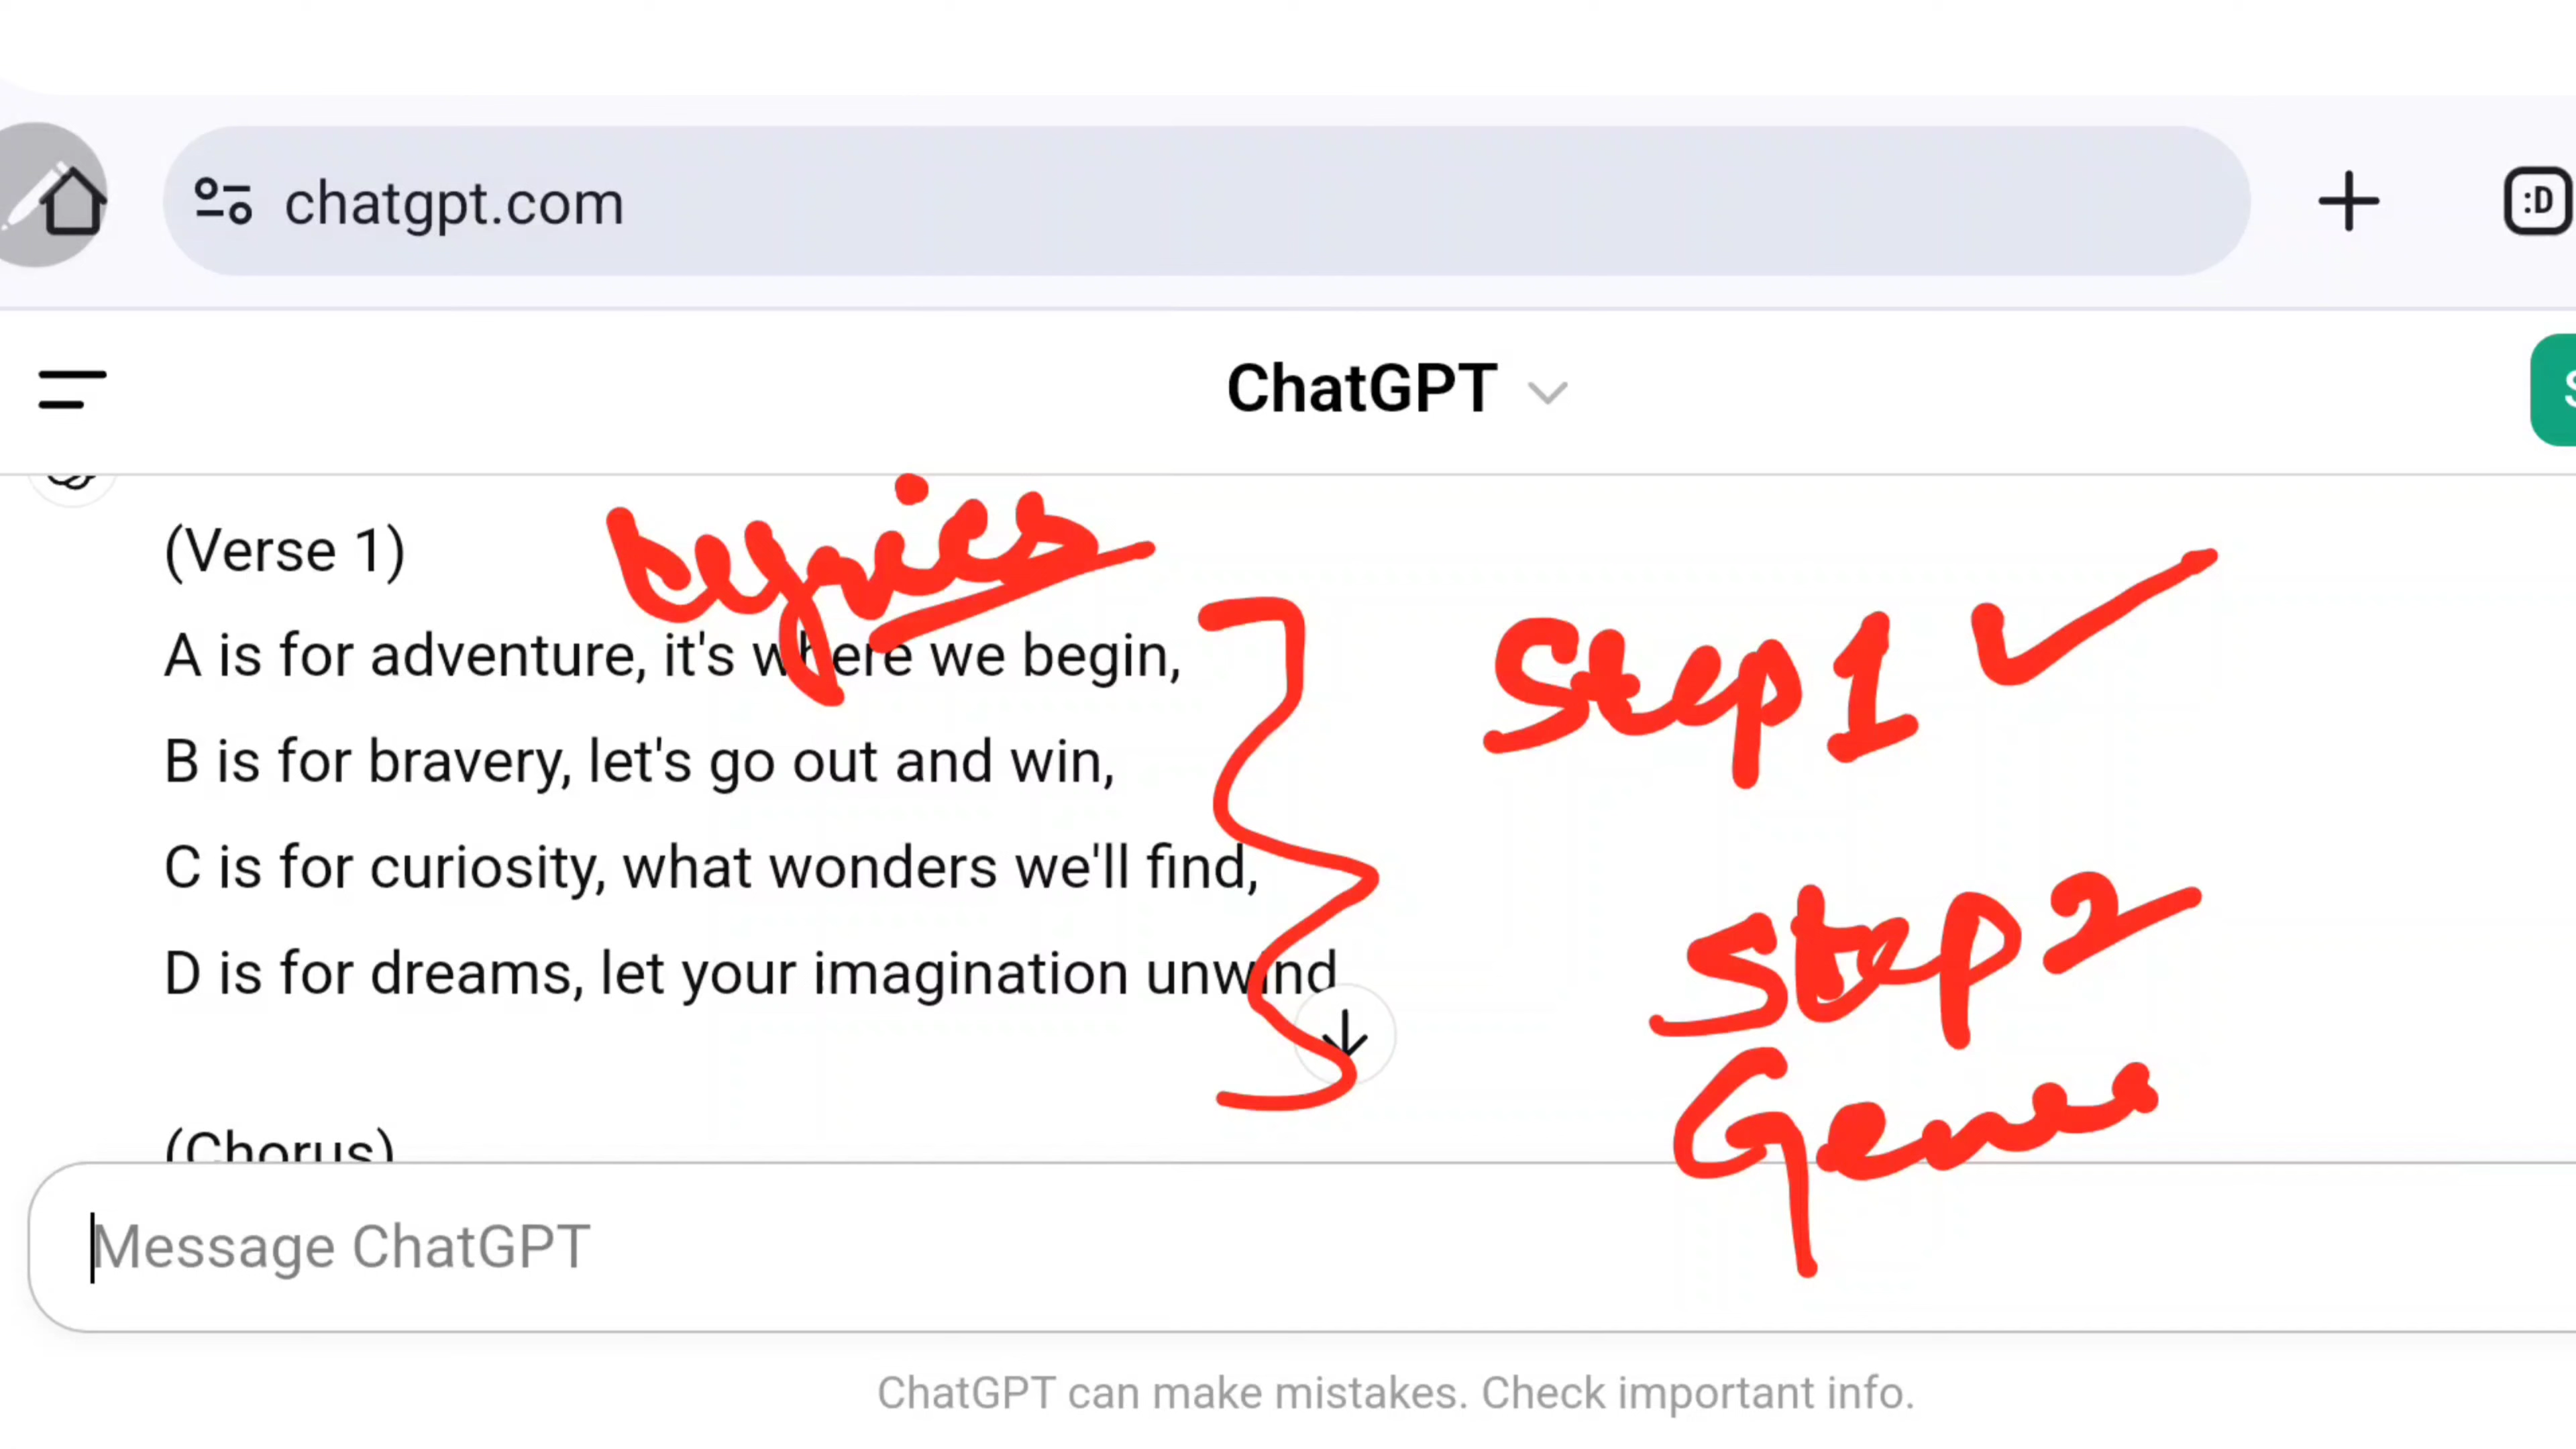 chatgpt.com
:D
ChatGPT
S
(Verse 1)
A is for adventure, it's where we begin,
B is for bravery, let's go out and win,
C is for curiosity, what wonders we'll find,
D is for dreams, let your imagination unwind
(Chorus)
Step 1
Step 2
Message ChatGPT
ChatGPT can make mistakes. Check important info.